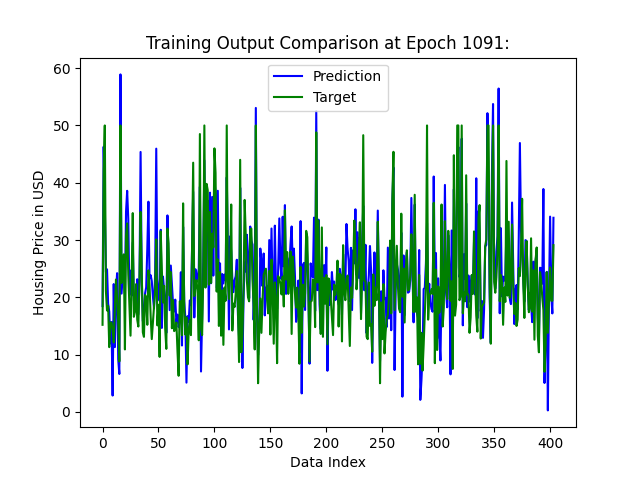 Training Output Comparison at Epoch 1091:
Prediction
Target
Housing Price in USD
60
50
40
30
20
10
0
0 50 100 150 200 250 300 350 400
Data Index